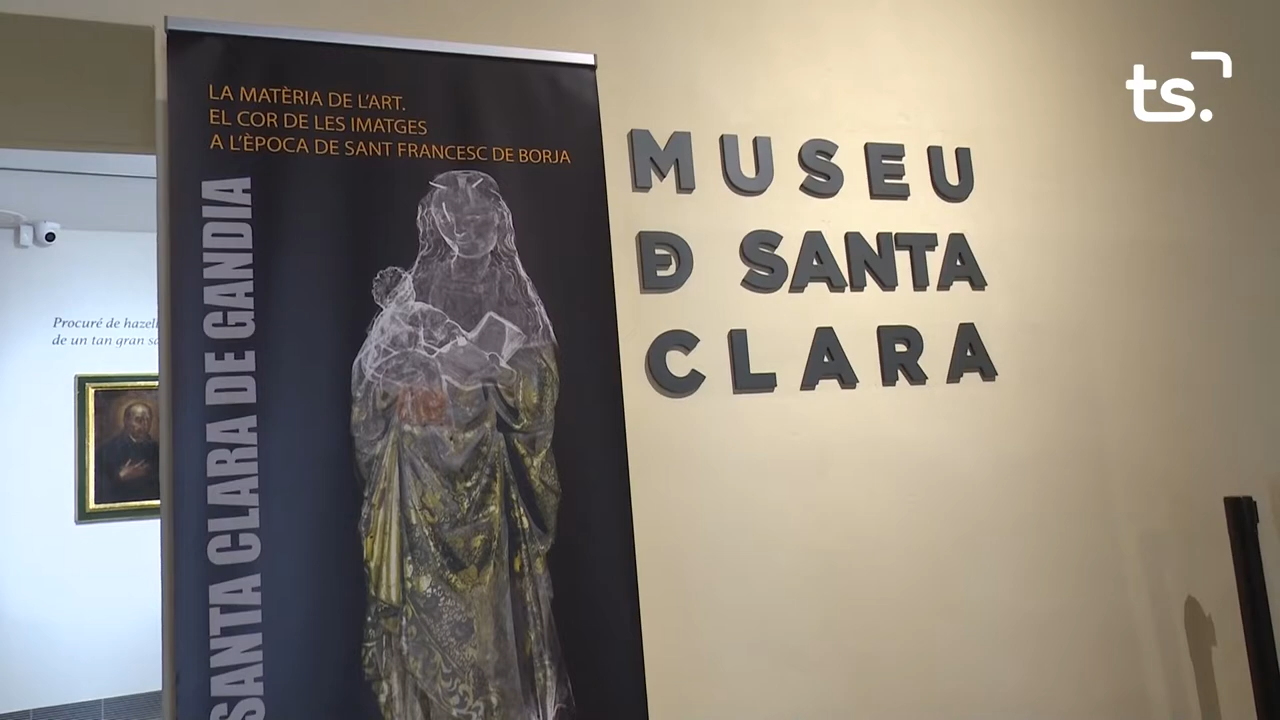 LA MATÈRIA DE L'ART.
EL COR DE LES IMATGES
A L'ÈPOCA DE SANT FRANCESC DE BORJA
SANTA CLARA DE GANDIA
MUSEU
DE SANTA
CLARA
Procuré de
de un tan gran
ts.